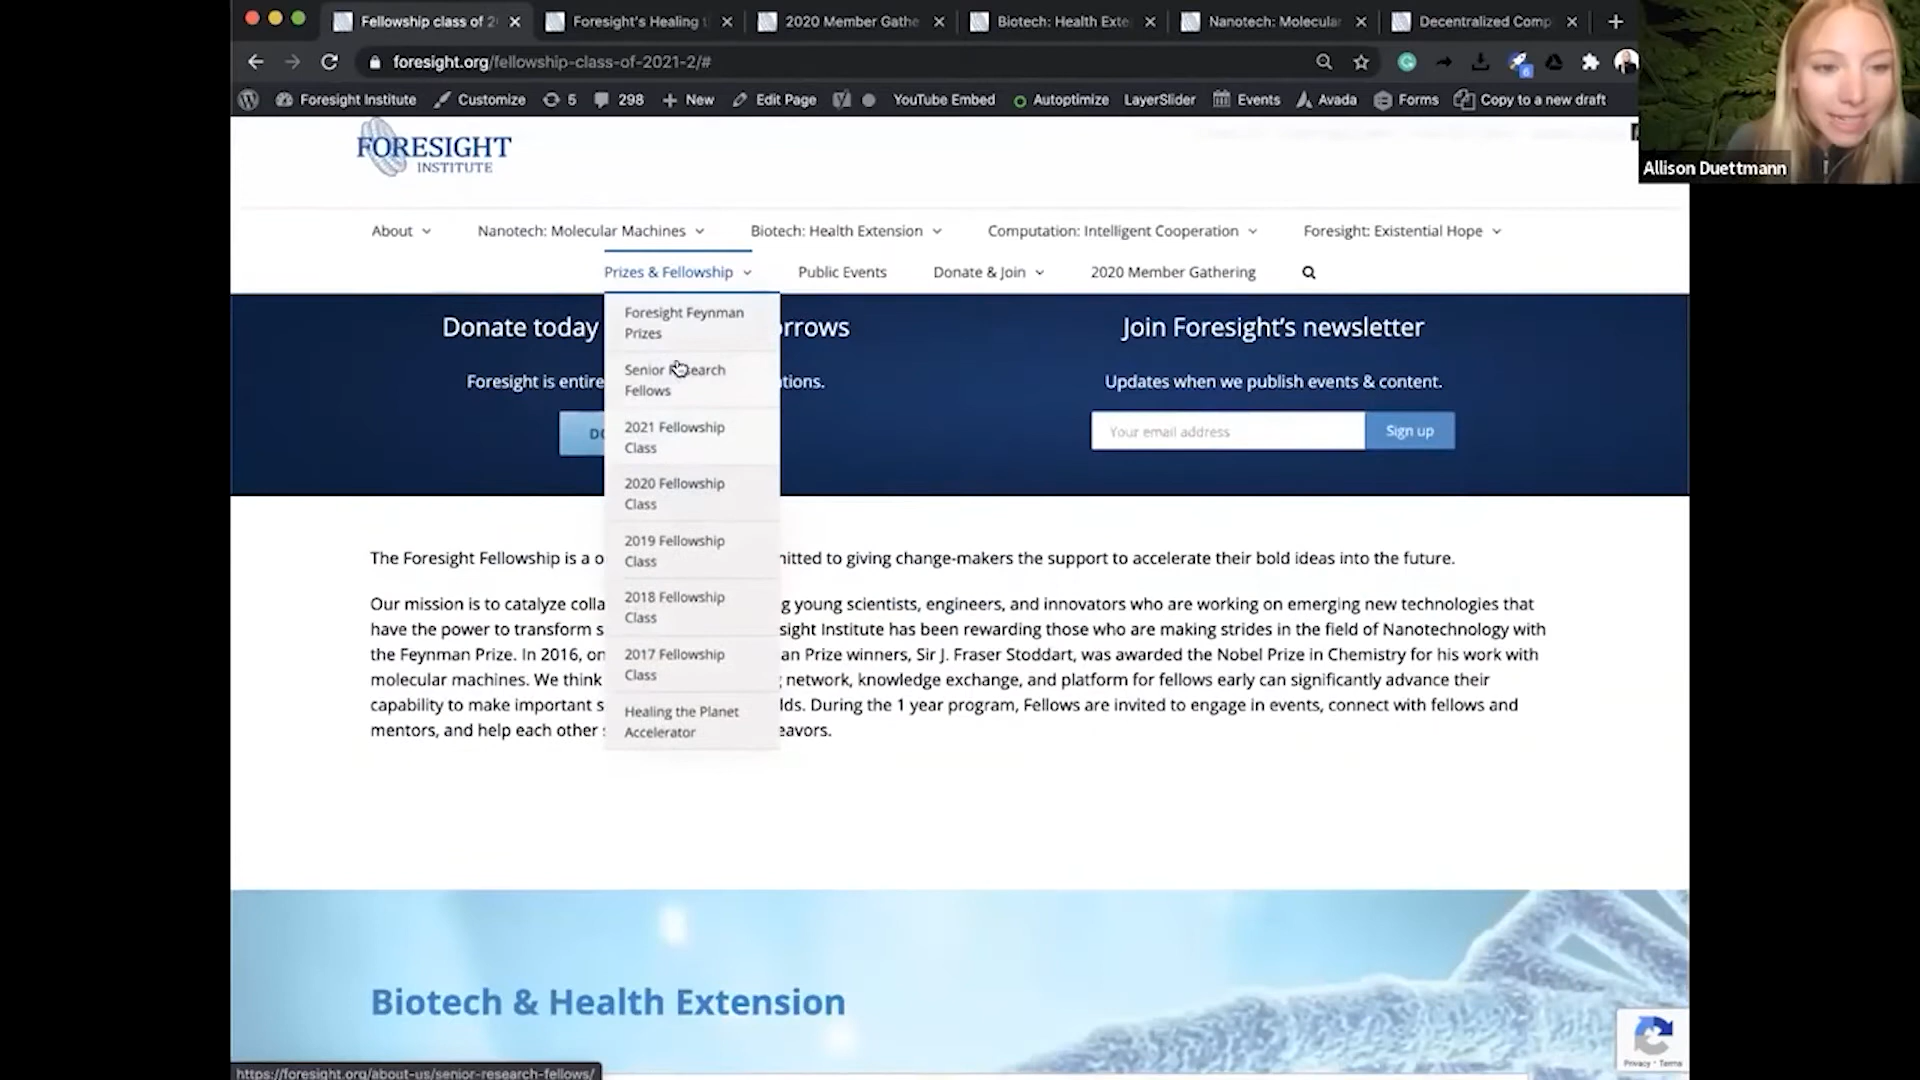 Fellowship class of 2
Foresight's Healing t
2020 Member Gathe
Biotech: Health Exte
Nanotech: Molecular
Decentralized Comp
foresight.org/fellowship-class-of-2021-2/#
6
Foresight Institute
Customize
5
298
New
Edit Page
YouTube Embed
Autoptimize
LayerSlider
Events
Avada
Forms
Copy to a new draft
Allison Duettmann
FORESIGHT
INSTITUTE
About
Nanotech: Molecular Machines
Biotech: Health Extension
Computation: Intelligent Cooperation
Foresight: Existential Hope
Prizes & Fellowship
Public Events
Donate & Join
2020 Member Gathering
Foresight Feynman
Prizes
Senior Research
Fellows
2021 Fellowship
Class
2020 Fellowship
Class
2019 Fellowship
Class
2018 Fellowship
Class
2017 Fellowship
Class
Healing the Planet
Accelerator
Donate today
orrows
Foresight is entire
tions.
DO
Join Foresight's newsletter
Updates when we publish events & content.
Your email address
Sign up
The Foresight Fellowship is a o mitted to giving change-makers the support to accelerate their bold ideas into the future.
Our mission is to catalyze colla g young scientists, engineers, and innovators who are working on emerging new technologies that
have the power to transform s sight Institute has been rewarding those who are making strides in the field of Nanotechnology with
the Feynman Prize. In 2016, on an Prize winners, Sir J. Fraser Stoddart, was awarded the Nobel Prize in Chemistry for his work with
molecular machines. We think network, knowledge exchange, and platform for fellows early can significantly advance their
capability to make important s lds. During the 1 year program, Fellows are invited to engage in events, connect with fellows and
mentors, and help each other s eavors.
Biotech & Health Extension
Privacy - Terms
https://foresight.org/about-us/senior-research-fellows/